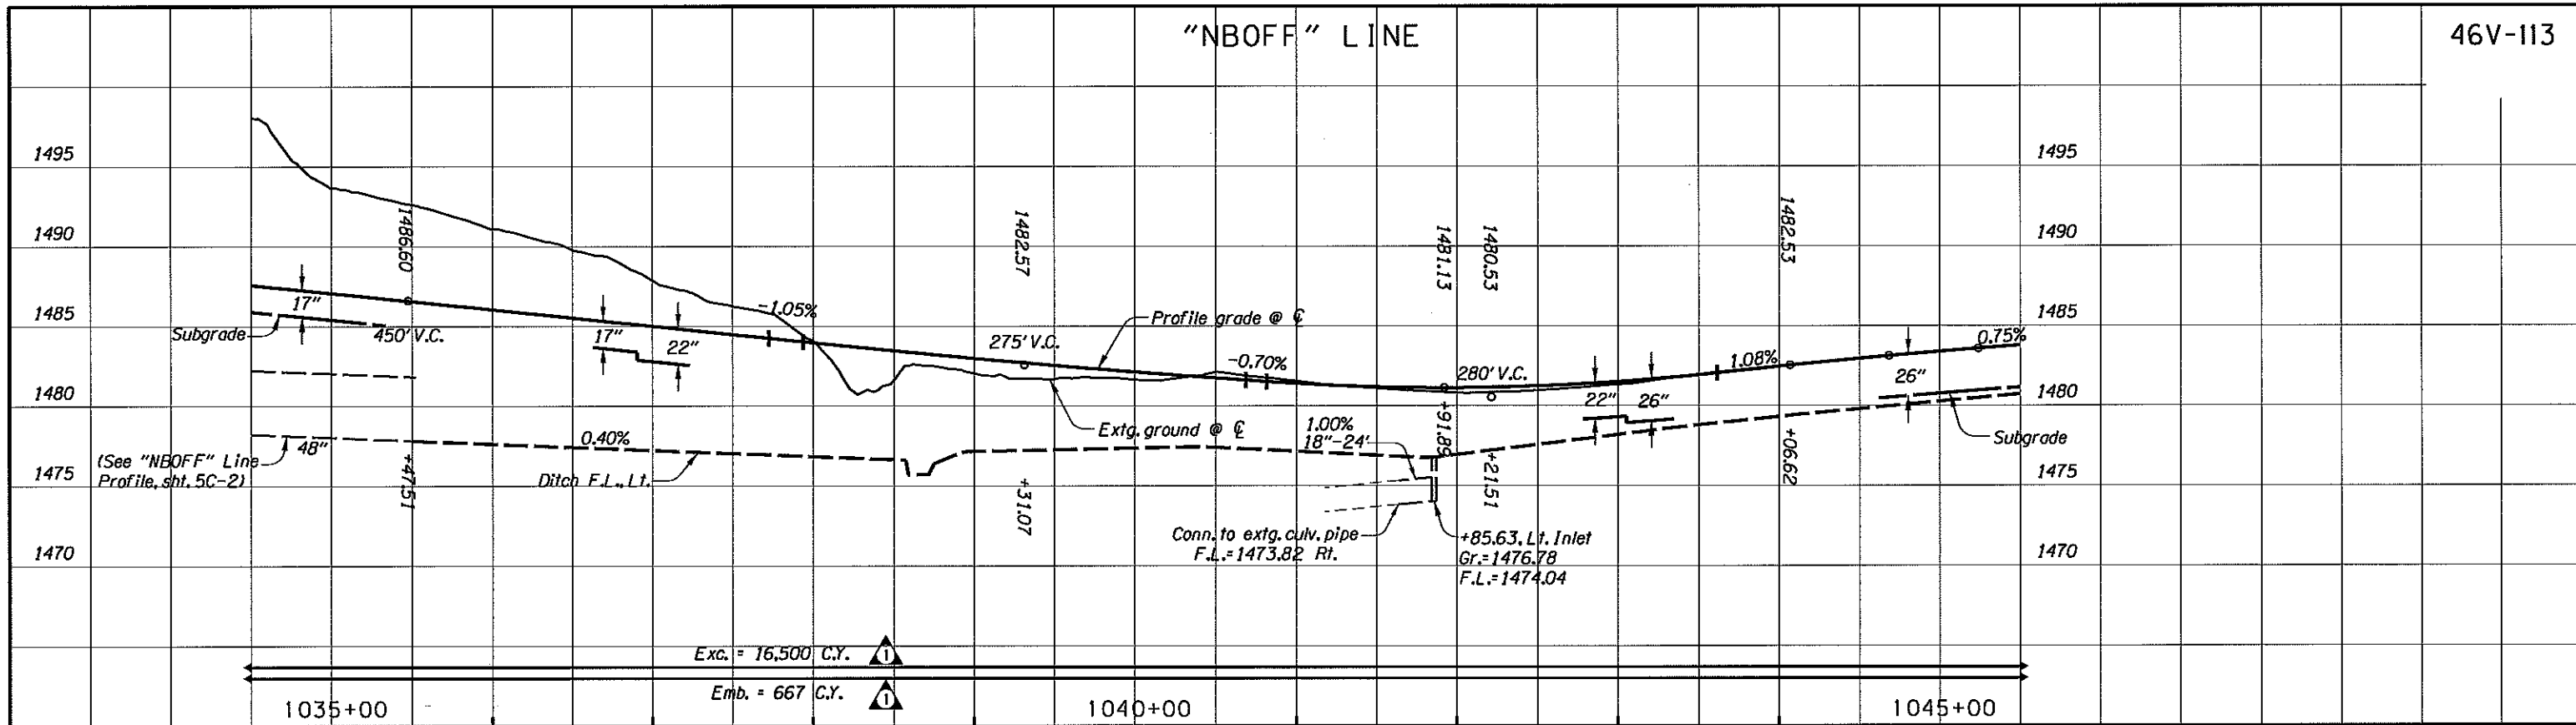 "NBOFF" LINE
46V-113
1495
1495
1490
1490
1485
1485
1480
1480
1475
1475
1470
1470
1486.60
1482.57
1481.13
1480.53
1482.53
17"
Subgrade
450' V.C.
17"
22"
-1.05%
275' V.C.
Profile grade @ ℄
-0.70%
280' V.C.
1.08%
0.75%
22"
26"
26"
Subgrade
Extg. ground @ ℄
1.00%
18"-24'
(See "NBOFF" Line
Profile, sht. 5C-2)
48"
0.40%
Ditch F.L., Lt.
+47.51
+31.07
+91.89
+21.51
+06.62
Conn. to extg. culv. pipe
F.L.=1473.82 Rt.
+85.63, Lt. Inlet
Gr.=1476.78
F.L.=1474.04
Exc. = 16,500 C.Y.
1
Emb. = 667 C.Y.
1
1035+00
1040+00
1045+00